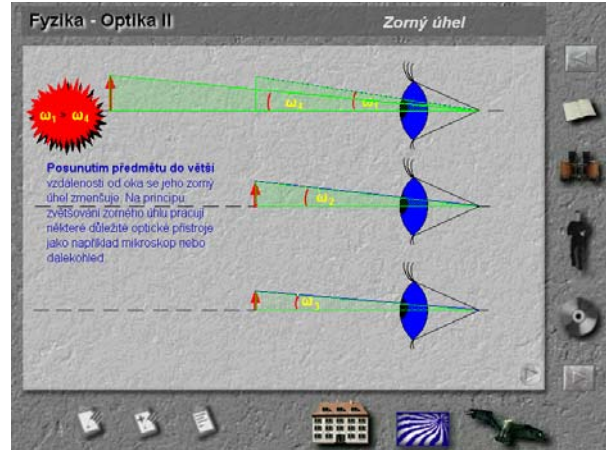 Fyzika - Optika II
Zorný úhel
ω₁ > ω₄
Posunutím předmětu do větší
vzdálenosti od oka se jeho zorný
úhel zmenšuje. Na principu
zvětšování zorného úhlu pracují
některé důležité optické přístroje
jako například mikroskop nebo
dalekohled.
ω₂
ω₃